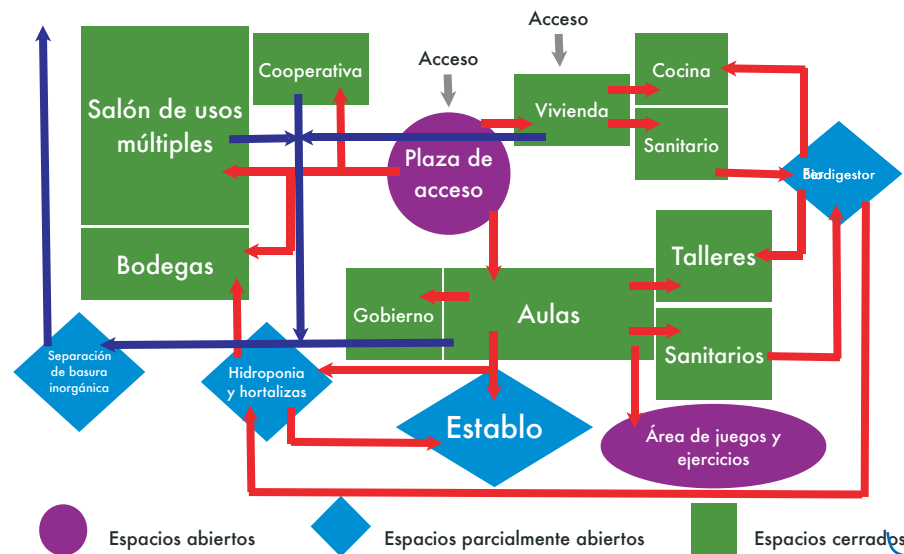 Acceso
Acceso
Cooperativa
Cocina
Salón de usos
múltiples
Vivienda
Sanitario
Plaza de
acceso
Biodigestor
Talleres
Bodegas
Gobierno
Aulas
Sanitarios
Separación
de basura
inorgánica
Hidroponia
y hortalizas
Establo
Área de juegos y
ejercicios
Espacios abiertos
Espacios parcialmente abiertos
Espacios cerrados